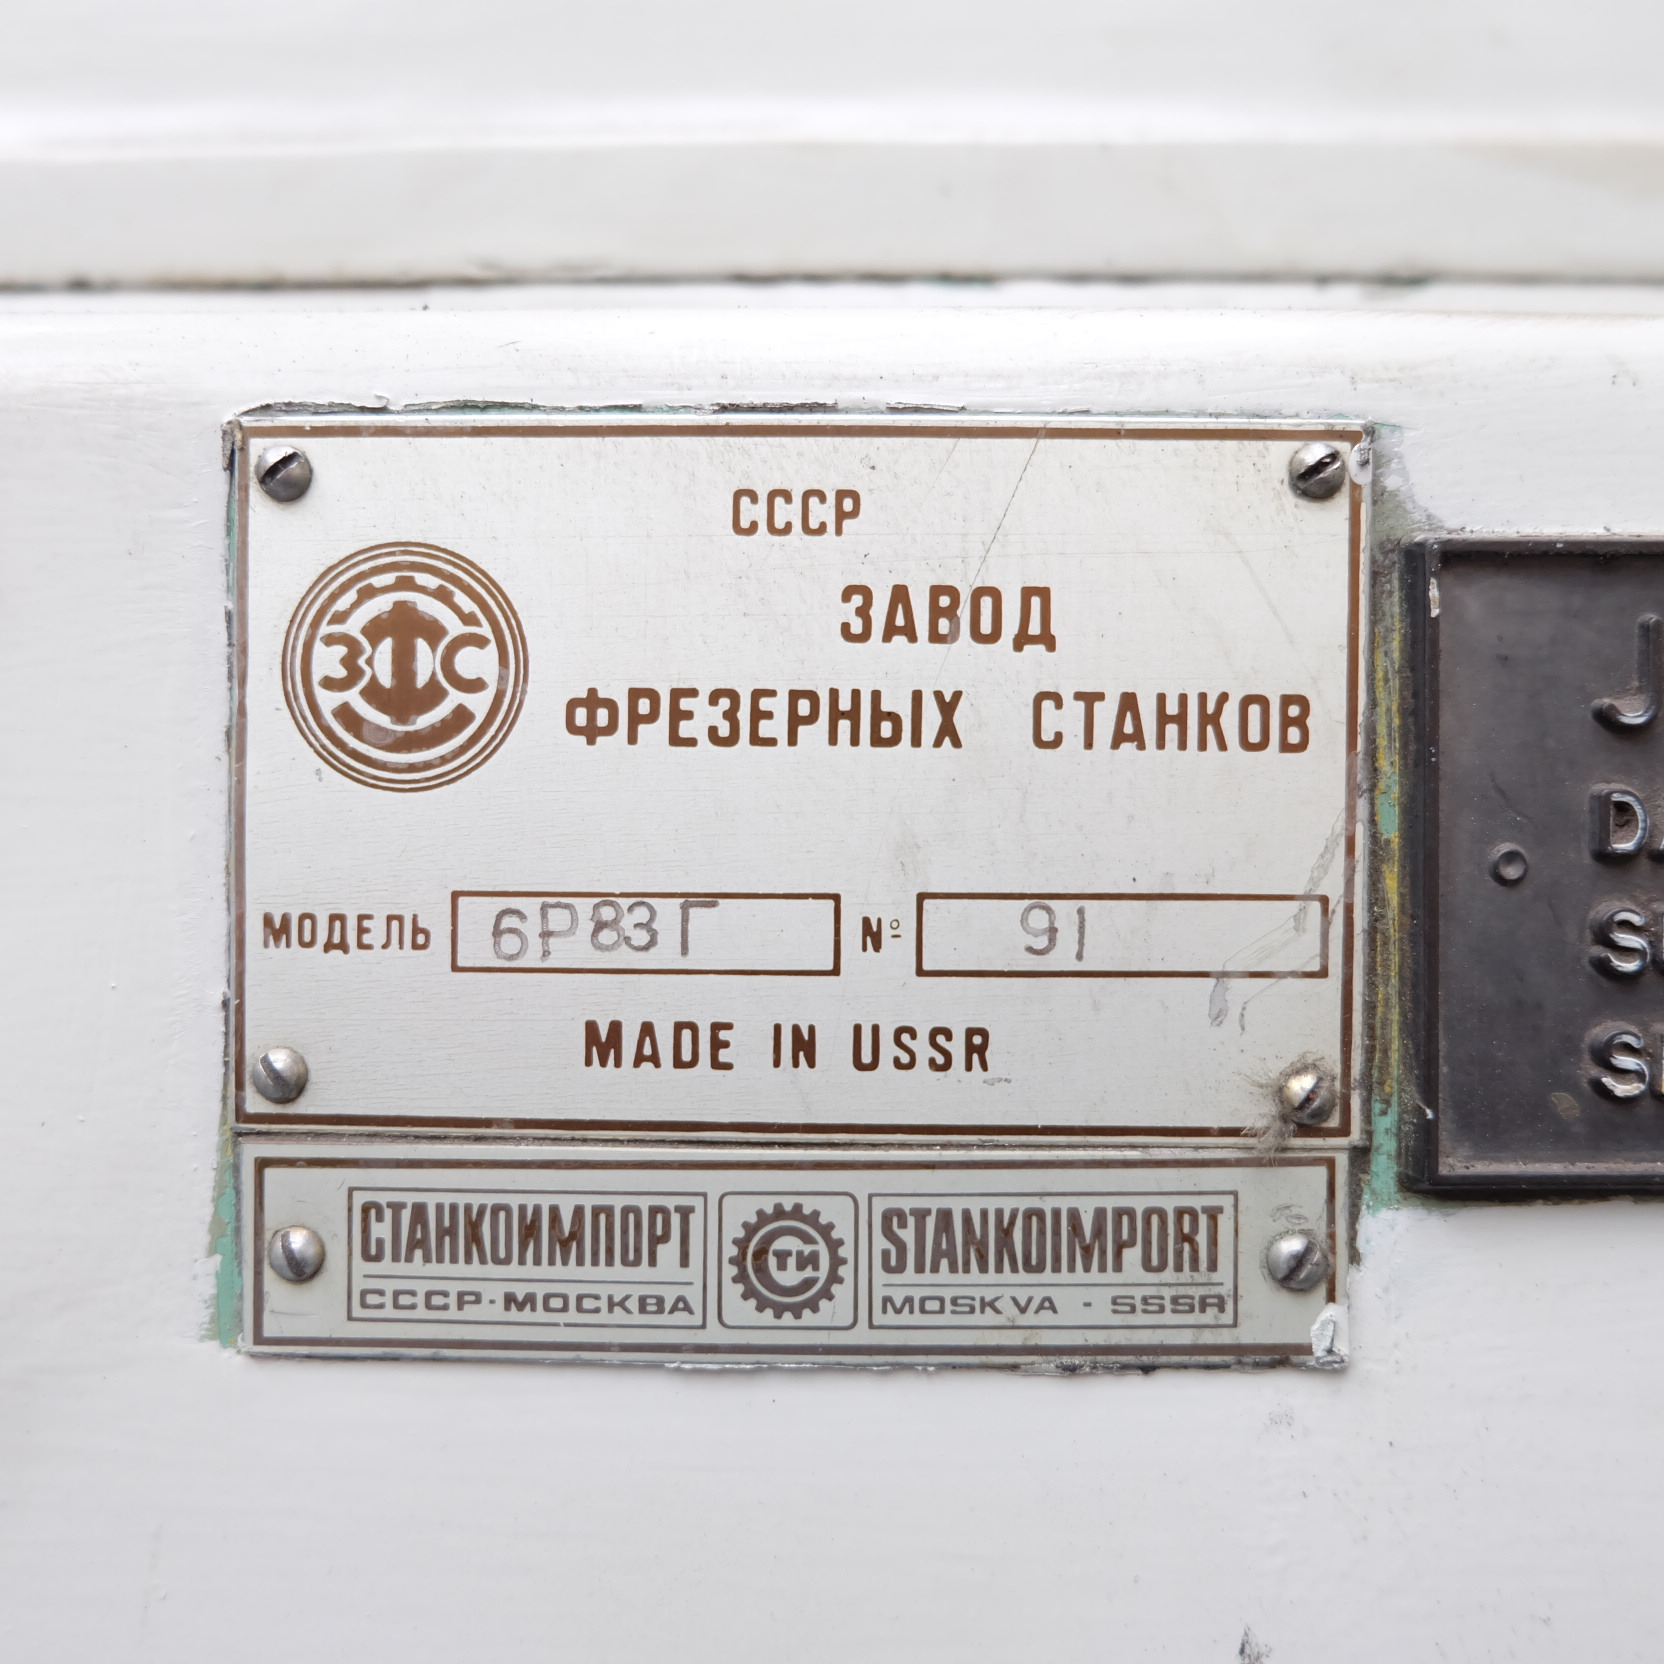 СССР
ЗАВОД
ЗФС
ФРЕЗЕРНЫХ СТАНКОВ
МОДЕЛЬ 6Р83Г № 91
MADE IN USSR
СТАНКОИМПОРТ
СССР-МОСКВА
СТИ
STANKOIMPORT
MOSKVA - SSSR